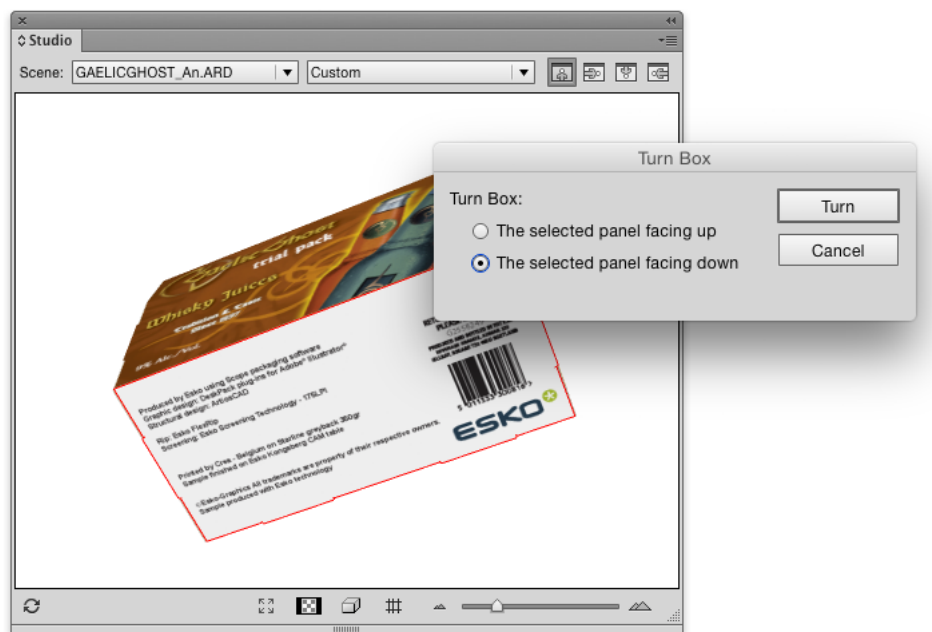 Studio
Scene: GAELICGHOST_An.ARD Custom
Turn Box
Turn Box:
The selected panel facing up
The selected panel facing down
Turn
Cancel
Gaelic Ghost
trial pack
Whisky Juices
8% Alc./Vol.
Produced by Esko using Scope packaging software
Graphic design: DeskPack plug-ins for Adobe® Illustrator®
Structural design: ArtiosCAD
Rip: Esko FlexRip
Screening: Esko Screening Technology - 175LPI
Printed by Cres - Belgium on Starline greyback 350gr
Sample finished on Esko Kongsberg CAM table
©Esko-Graphics All trademarks are property of their respective owners.
Sample produced with Esko technology
ESKO